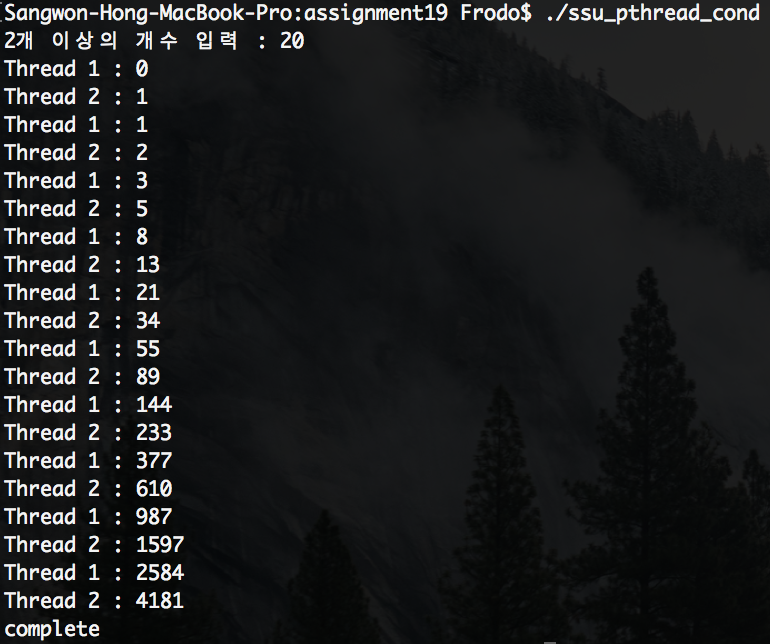 Sangwon-Hong-MacBook-Pro:assignment19 Frodo$ ./ssu_pthread_cond
2개 이상의 개수 입력 : 20
Thread 1 : 0
Thread 2 : 1
Thread 1 : 1
Thread 2 : 2
Thread 1 : 3
Thread 2 : 5
Thread 1 : 8
Thread 2 : 13
Thread 1 : 21
Thread 2 : 34
Thread 1 : 55
Thread 2 : 89
Thread 1 : 144
Thread 2 : 233
Thread 1 : 377
Thread 2 : 610
Thread 1 : 987
Thread 2 : 1597
Thread 1 : 2584
Thread 2 : 4181
complete